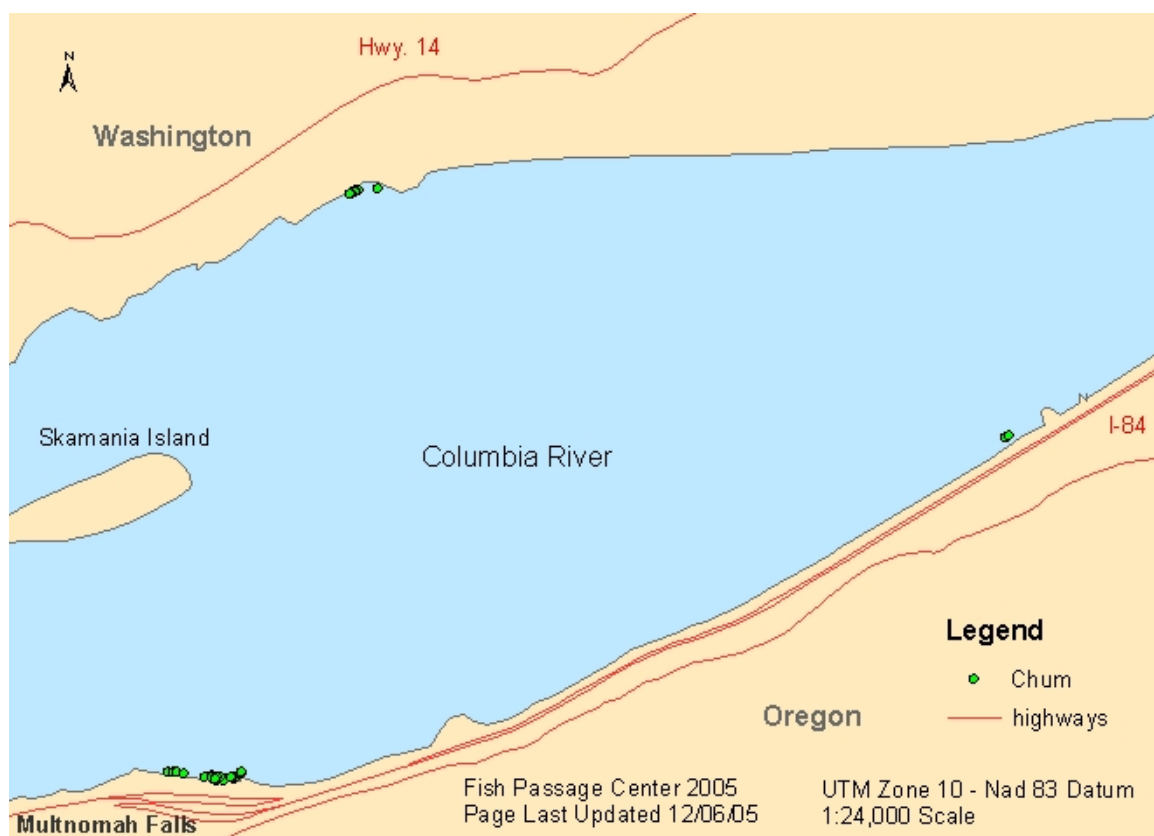 Hwy. 14
N
Washington
Skamania Island
Columbia River
I-84
Legend
Chum
highways
Oregon
Fish Passage Center 2005
Page Last Updated 12/06/05
UTM Zone 10 - Nad 83 Datum
1:24,000 Scale
Multnomah Falls